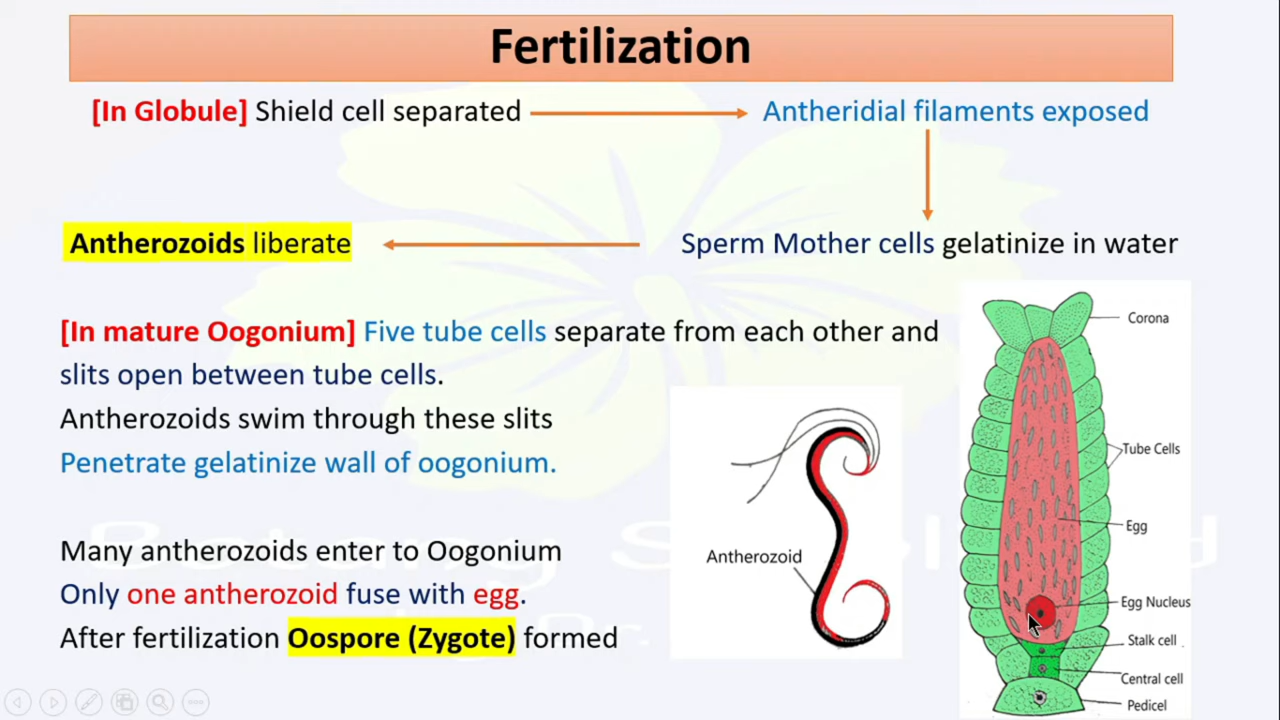 Fertilization
[In Globule] Shield cell separated
Antheridial filaments exposed
Antherozoids liberate
Sperm Mother cells gelatinize in water
[In mature Oogonium] Five tube cells separate from each other and
slits open between tube cells.
Antherozoids swim through these slits
Penetrate gelatinize wall of oogonium.
Many antherozoids enter to Oogonium
Only one antherozoid fuse with egg.
After fertilization Oospore (Zygote) formed
Antherozoid
Corona
Tube Cells
Egg
Egg Nucleus
Stalk cell
Central cell
Pedicel